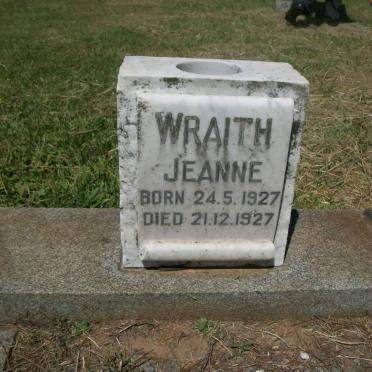 WRAITH
JEANNE
BORN 24.5.1927
DIED 21.12.1927